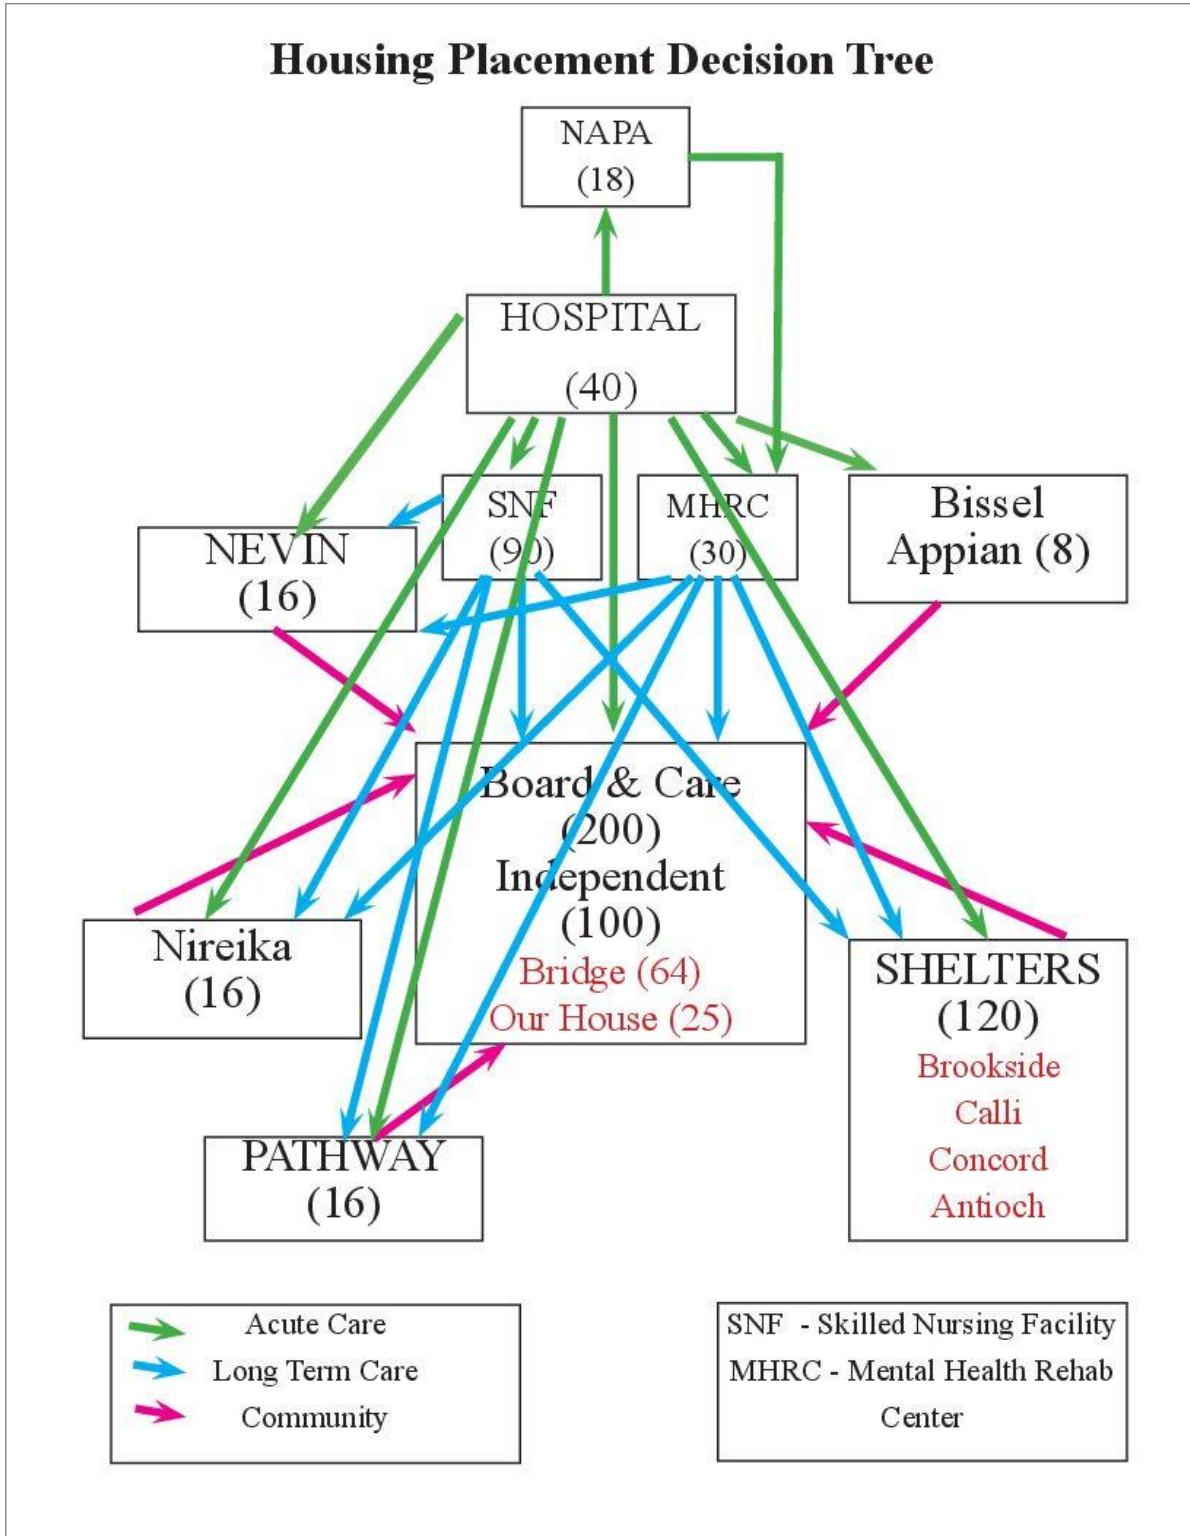 Housing Placement Decision Tree
NAPA
(18)
HOSPITAL
(40)
SNF
(90)
MHRC
(30)
Bissel
Appian (8)
NEVIN
(16)
Board & Care
(200)
Independent
(100)
Bridge (64)
Our House (25)
Nireika
(16)
SHELTERS
(120)
Brookside
Calli
Concord
Antioch
PATHWAY
(16)
Acute Care
Long Term Care
Community
SNF - Skilled Nursing Facility
MHRC - Mental Health Rehab
Center